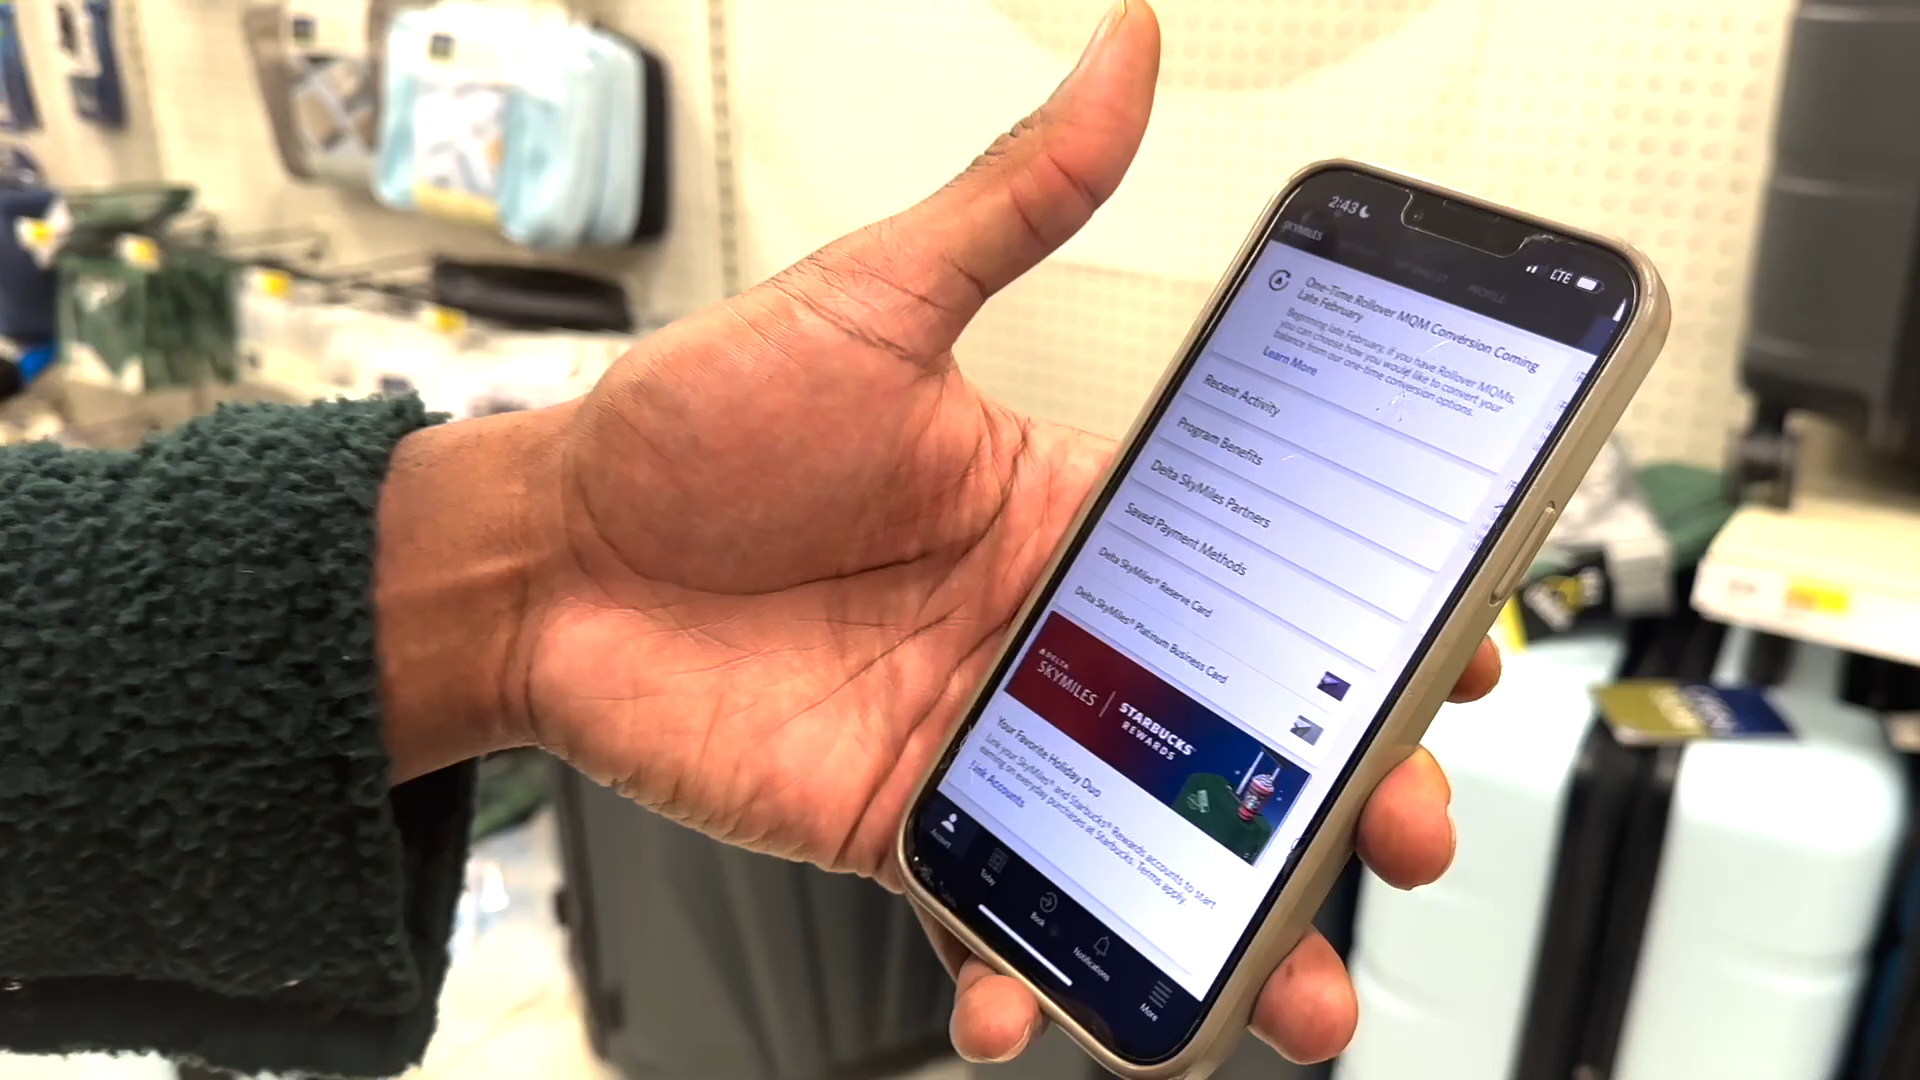 2:43
LTE
SKYMILES
PROFILE
One-Time Rollover MQM Conversion Coming
Late February
Beginning late February, if you have Rollover MQMs,
you can choose how you would like to convert your
balance from our one-time conversion options.
Learn More
Recent Activity
Program Benefits
Delta SkyMiles Partners
Saved Payment Methods
Delta SkyMiles® Reserve Card
Delta SkyMiles® Platinum Business Card
DELTA
SKYMILES
STARBUCKS
REWARDS
Your Favorite Holiday Duo
Link your SkyMiles® and Starbucks® Rewards accounts to start
earning on everyday purchases at Starbucks. Terms apply.
Link Accounts
Account
Today
Book
Notifications
More